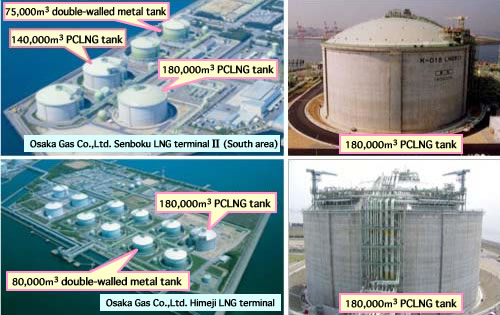 75,000m³ double-walled metal tank
140,000m³ PCLNG tank
180,000m³ PCLNG tank
Osaka Gas Co.,Ltd. Senboku LNG terminal Ⅱ (South area)
180,000m³ PCLNG tank
180,000m³ PCLNG tank
80,000m³ double-walled metal tank
Osaka Gas Co.,Ltd. Himeji LNG terminal
180,000m³ PCLNG tank